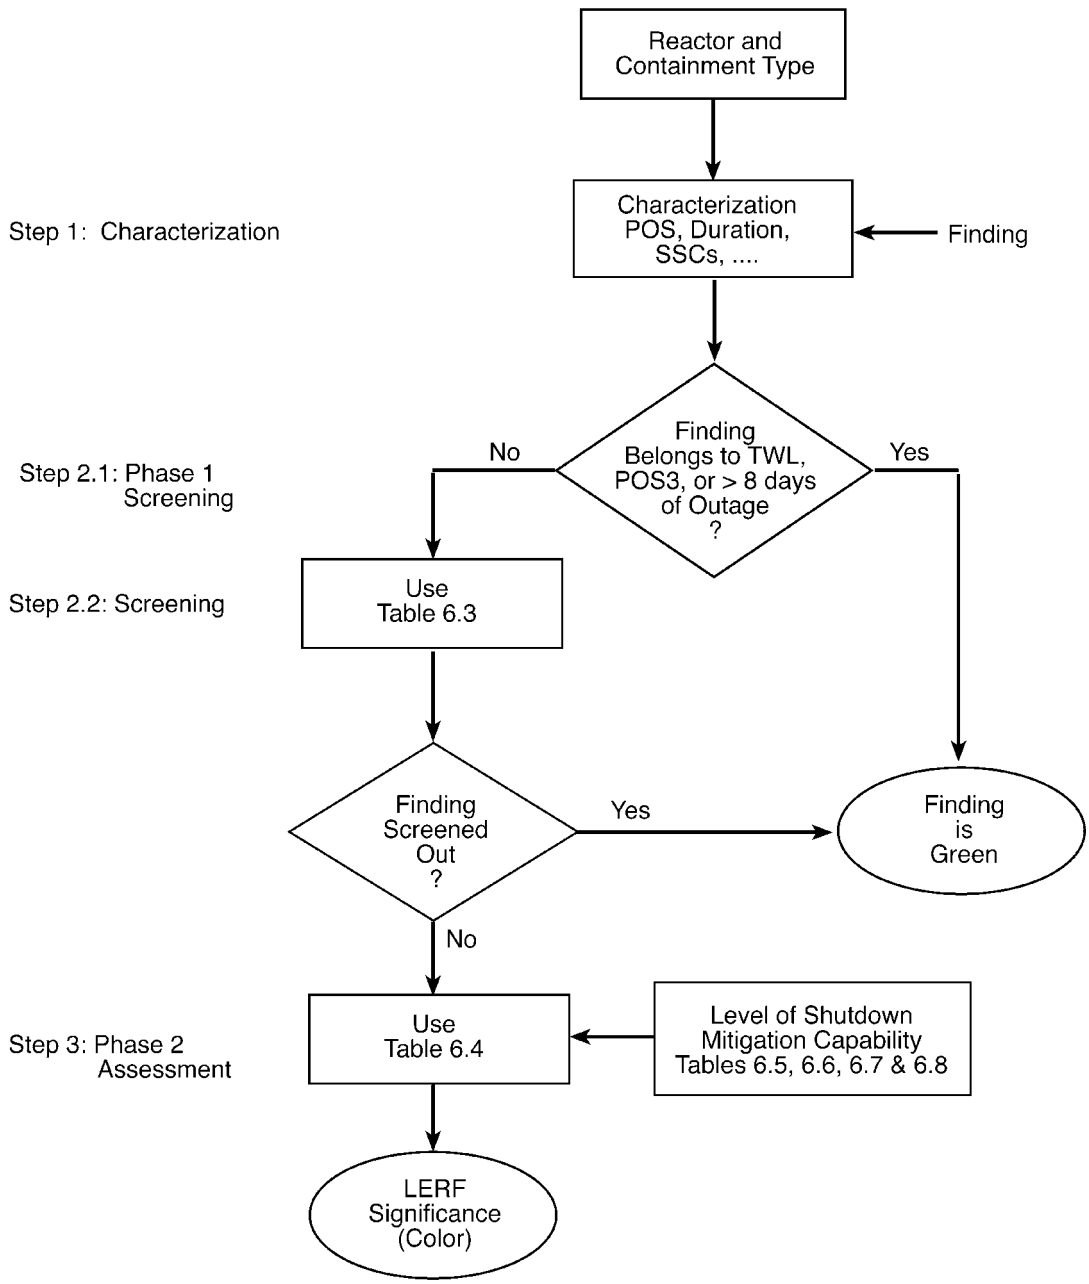 Reactor and
Containment Type
Step 1: Characterization
Characterization
POS, Duration,
SSCs, ....
Finding
Step 2.1: Phase 1
Screening
No
Finding
Belongs to TWL,
POS3, or > 8 days
of Outage
?
Yes
Step 2.2: Screening
Use
Table 6.3
Finding
Screened
Out
?
Yes
Finding
is
Green
No
Step 3: Phase 2
Assessment
Use
Table 6.4
Level of Shutdown
Mitigation Capability
Tables 6.5, 6.6, 6.7 & 6.8
LERF
Significance
(Color)